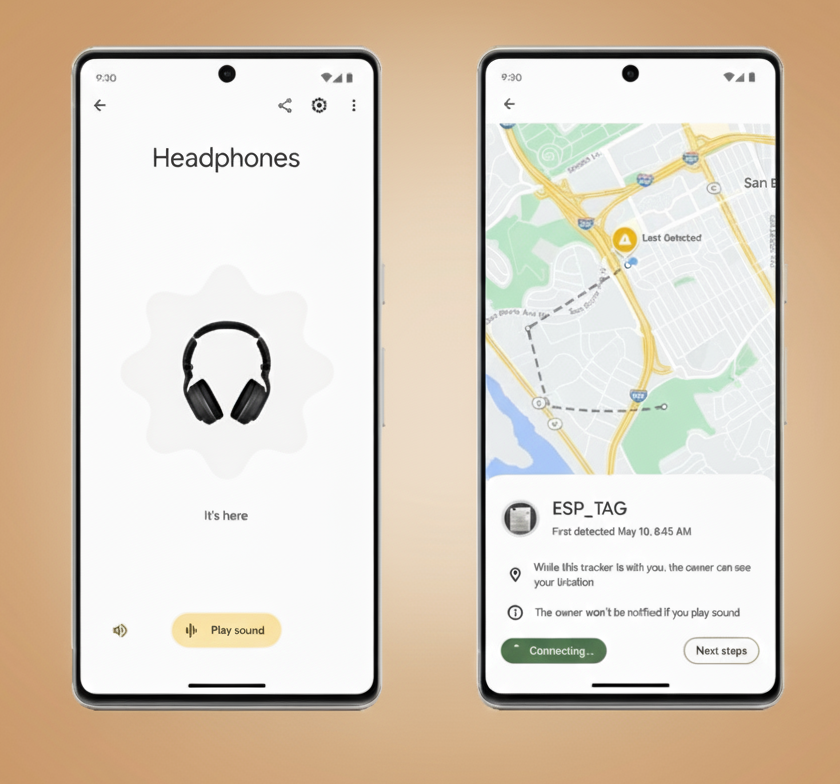 9:30
Headphones
It's here
Play sound
9:30
San
Last Detected
ESP_TAG
First detected May 10, 8:45 AM
While this tracker is with you, the owner can see
your location
The owner won't be notified if you play sound
Connecting...
Next steps